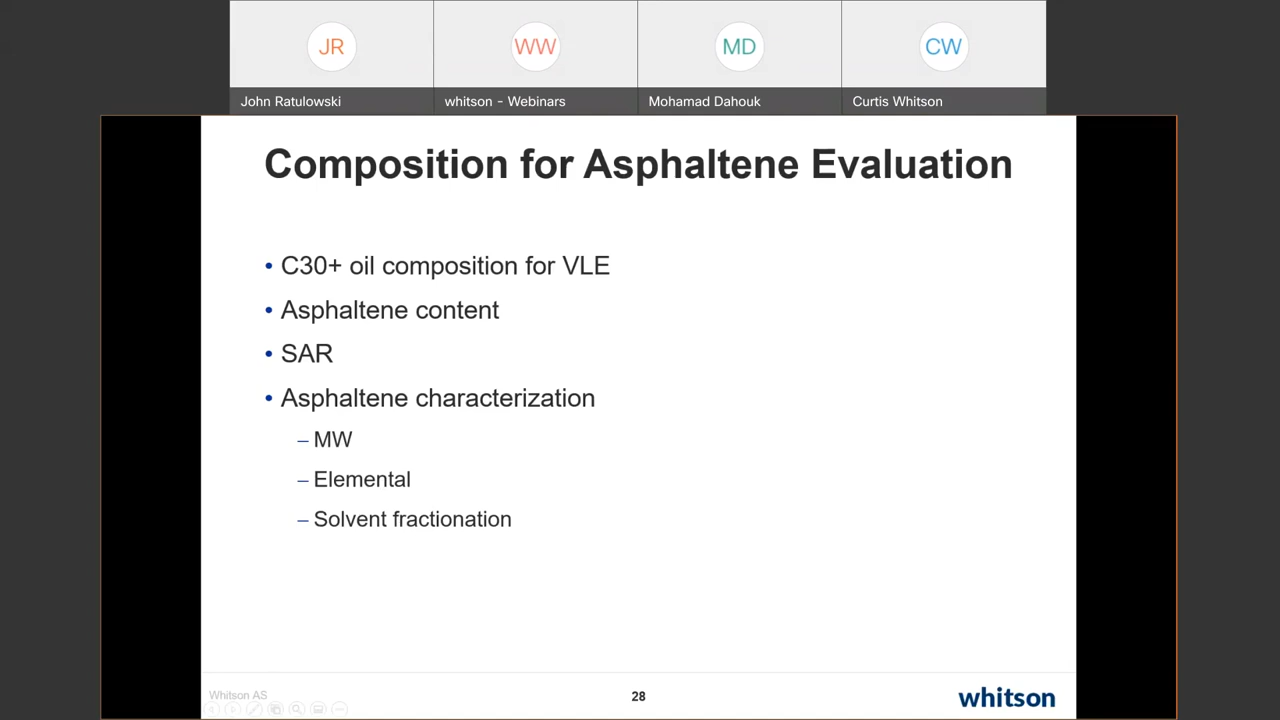 JR
WW
MD
CW
John Ratulowski
whitson - Webinars
Mohamad Dahouk
Curtis Whitson
Composition for Asphaltene Evaluation
• C30+ oil composition for VLE
• Asphaltene content
• SAR
• Asphaltene characterization
– MW
– Elemental
– Solvent fractionation
Whitson AS
28
whitson